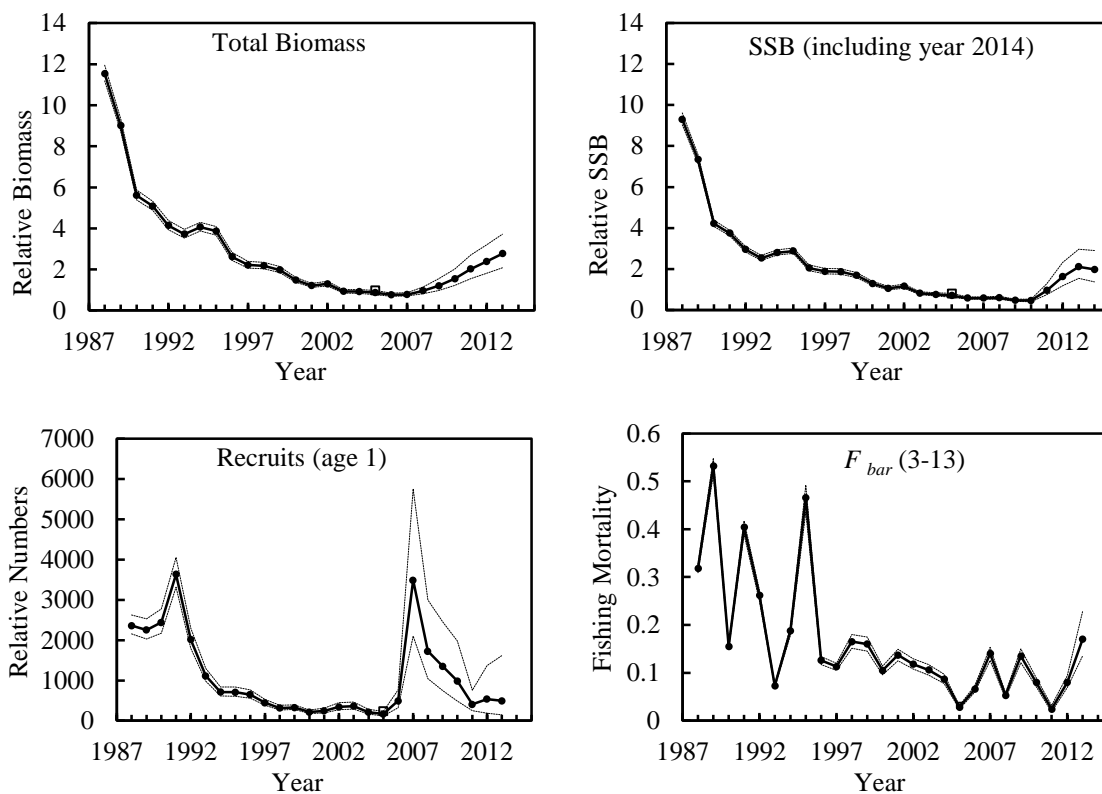 Total Biomass
Relative Biomass
14
12
10
8
6
4
2
0
1987 1992 1997 2002 2007 2012
Year
SSB (including year 2014)
Relative SSB
14
12
10
8
6
4
2
0
1987 1992 1997 2002 2007 2012
Year
Recruits (age 1)
Relative Numbers
7000
6000
5000
4000
3000
2000
1000
0
1987 1992 1997 2002 2007 2012
Year
F bar (3-13)
Fishing Mortality
0.6
0.5
0.4
0.3
0.2
0.1
0
1987 1992 1997 2002 2007 2012
Year